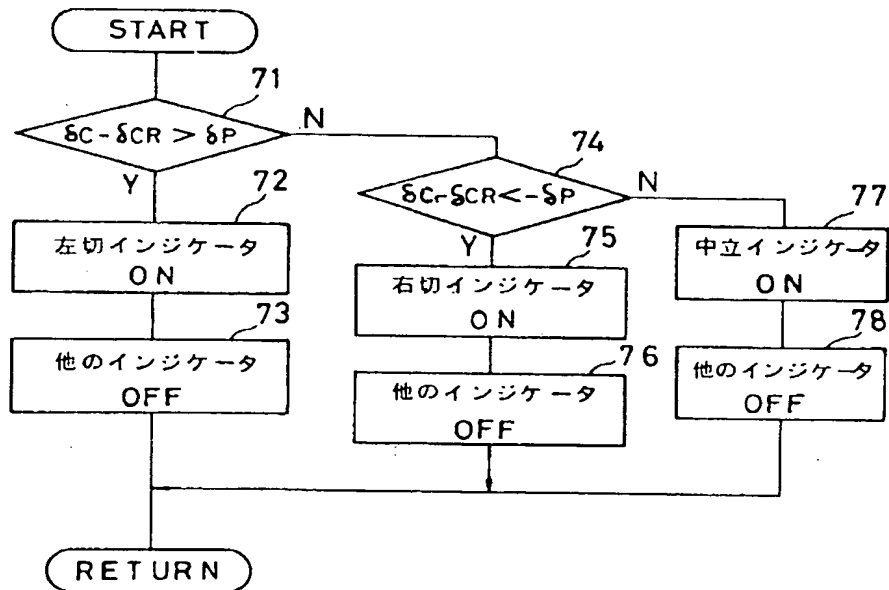 START
71
δC-δCR > δP
N
Y
72
左切インジケータ
ON
73
他のインジケータ
OFF
74
δC-δCR<-δP
N
Y
75
右切インジケータ
ON
76
他のインジケータ
OFF
77
中立インジケータ
ON
78
他のインジケータ
OFF
RETURN